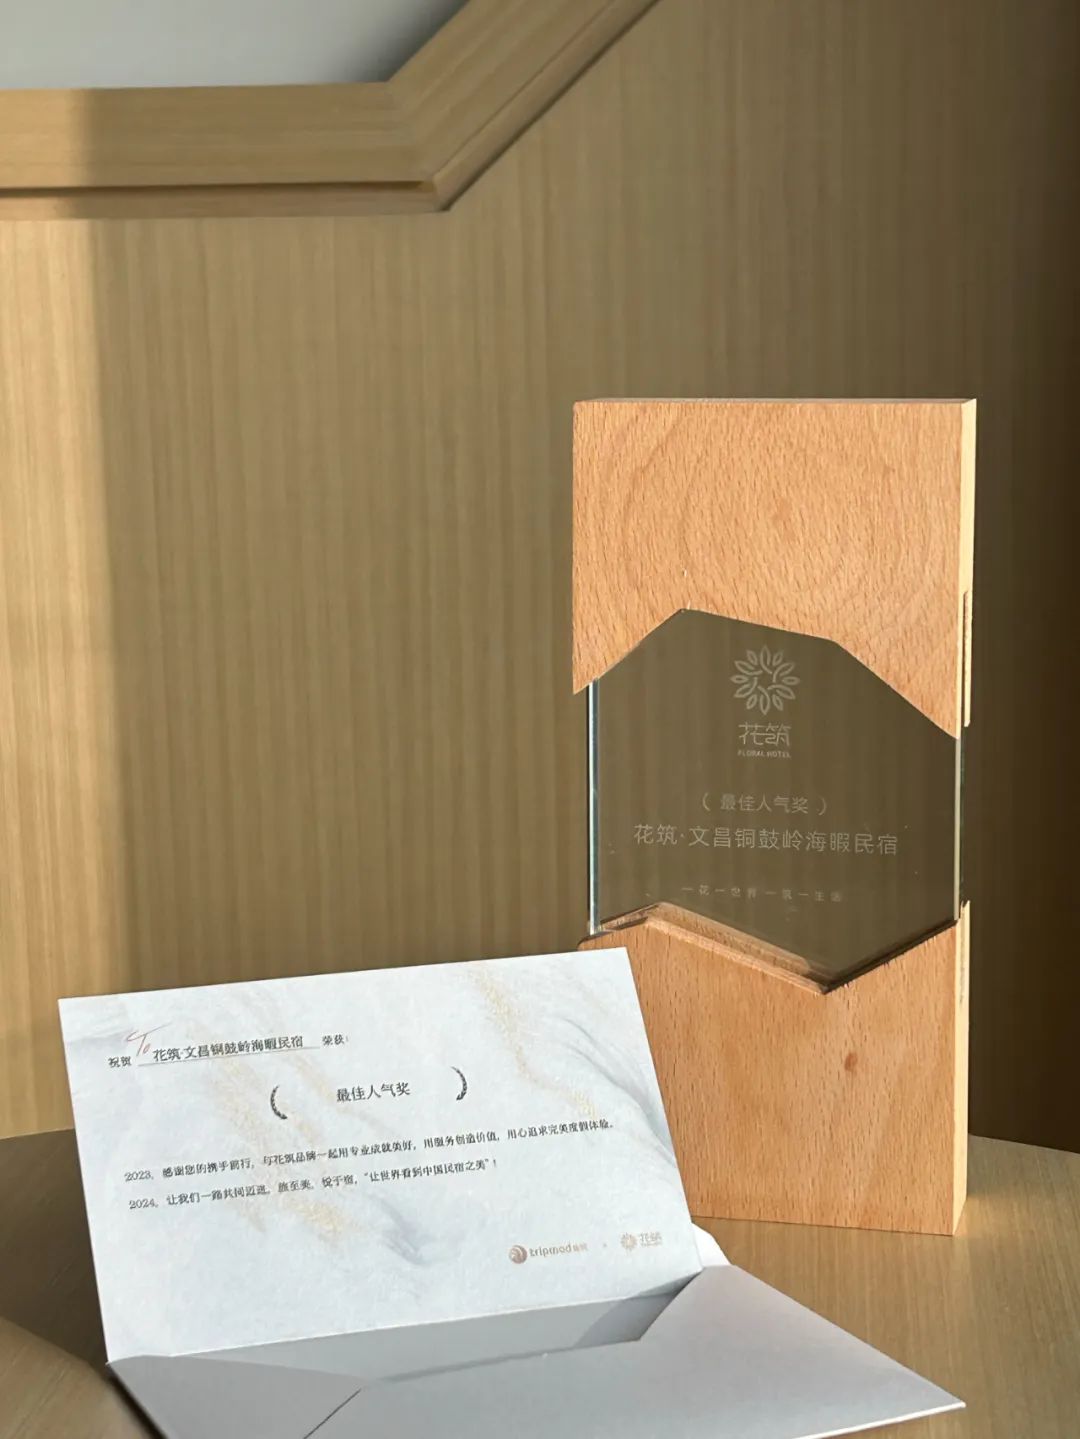 花筑
FLORAL HOTEL
( 最佳人气奖 )
花筑·文昌铜鼓岭海暇民宿
一花一世界 一筑一生活
祝贺 To 花筑·文昌铜鼓岭海暇民宿 荣获:
( 最佳人气奖 )
2023，感谢您的携手前行，与花筑品牌一起用专业成就美好，用服务创造价值，用心追求完美度假体验。
2024，让我们一路共同迈进，旅至美，悦于宿，“让世界看到中国民宿之美”！
tripmod × 花筑